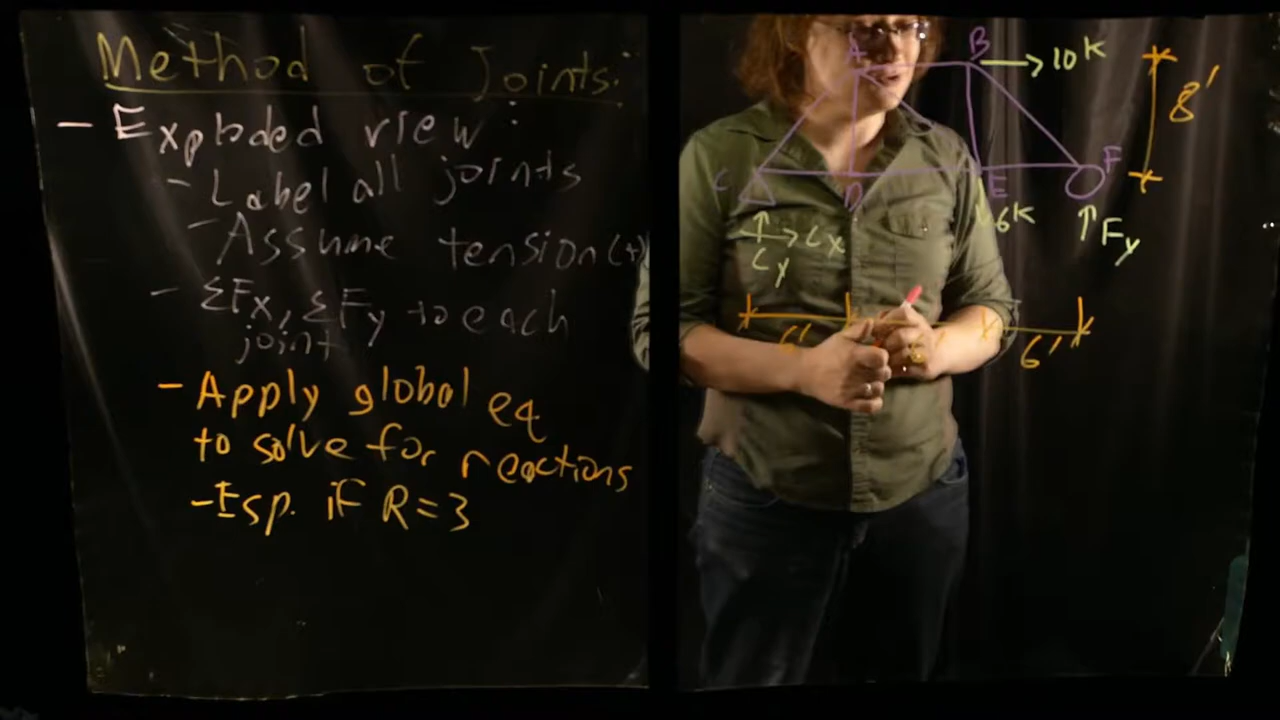 Method of Joints:
- Exploded view:
- Label all joints
- Assume tension (+)
- ΣFx, ΣFy to each
joint
- Apply global eq
to solve for reactions
- Esp. if R=3
A B 10K
8'
C D E F
6K
Cx
Cy
Fy
6' 6' 6'